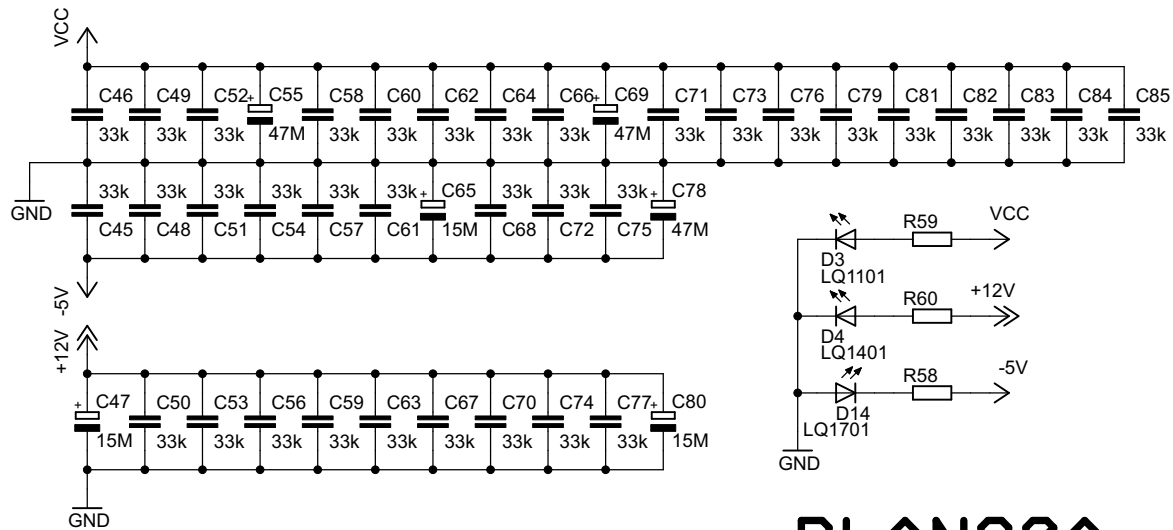 VCC
C46 C49 C52 + C55 C58 C60 C62 C64 C66 + C69 C71 C73 C76 C79 C81 C82 C83 C84 C85
33k 33k 33k 47M 33k 33k 33k 33k 33k 47M 33k 33k 33k 33k 33k 33k 33k 33k 33k
GND
33k 33k 33k 33k 33k 33k + C65 33k 33k 33k + C78
C45 C48 C51 C54 C57 C61 15M C68 C72 C75 47M
-5V
+12V
+ C47 C50 C53 C56 C59 C63 C67 C70 C74 C77 + C80
15M 33k 33k 33k 33k 33k 33k 33k 33k 33k 15M
GND
R59 VCC
D3
LQ1101
R60 +12V
D4
LQ1401
R58 -5V
D14
LQ1701
GND